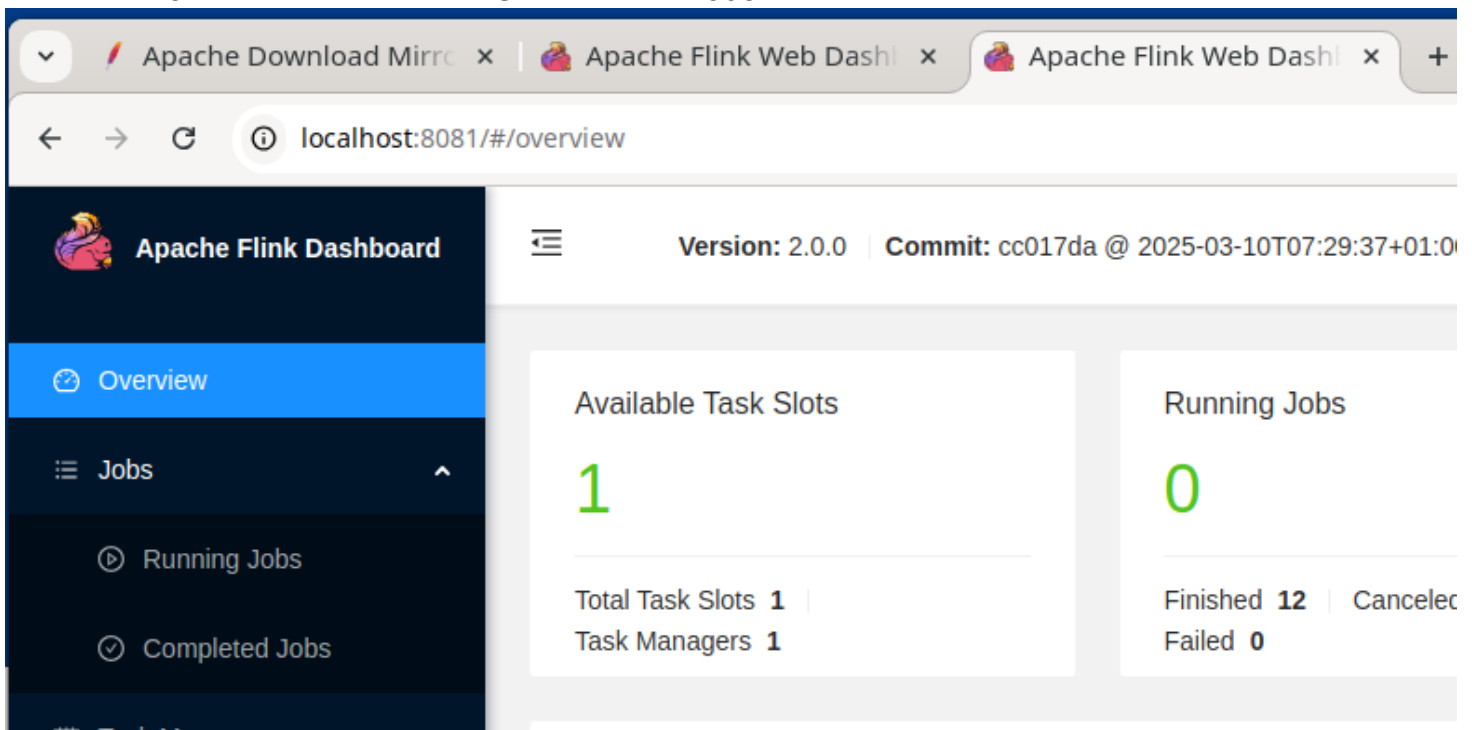 Apache Download Mirro
Apache Flink Web Dash
Apache Flink Web Dash
localhost:8081/#/overview
Apache Flink Dashboard
Version: 2.0.0 Commit: cc017da @ 2025-03-10T07:29:37+01:0
Overview
Jobs
Running Jobs
Completed Jobs
Available Task Slots
1
Total Task Slots 1
Task Managers 1
Running Jobs
0
Finished 12 Canceled
Failed 0